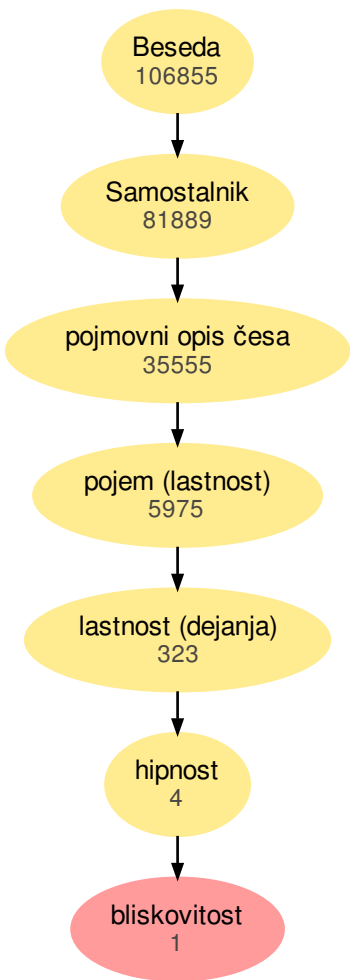 Beseda
106855
Samostalnik
81889
pojmovni opis česa
35555
pojem (lastnost)
5975
lastnost (dejanja)
323
hipnost
4
bliskovitost
1